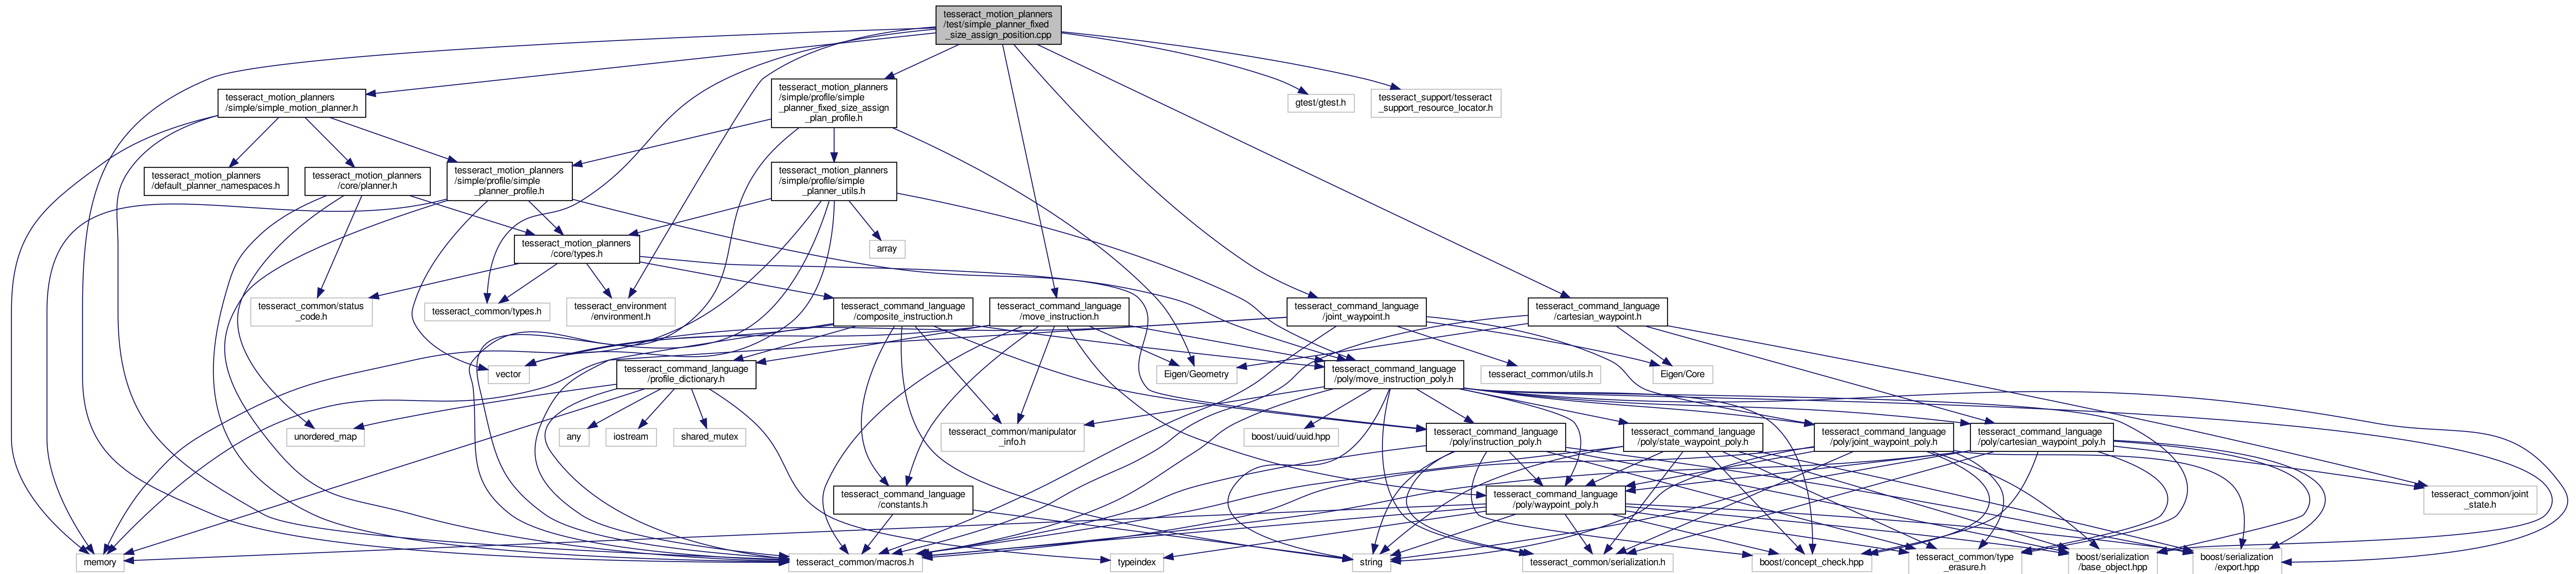 tesseract_motion_planners
/test/simple_planner_fixed
_size_assign_position.cpp
tesseract_motion_planners
/simple/simple_motion_planner.h
tesseract_motion_planners
/simple/profile/simple
_planner_fixed_size_assign
_plan_profile.h
gtest/gtest.h
tesseract_support/tesseract
_support_resource_locator.h
tesseract_motion_planners
/default_planner_namespaces.h
tesseract_motion_planners
/core/planner.h
tesseract_motion_planners
/simple/profile/simple
_planner_profile.h
tesseract_motion_planners
/simple/profile/simple
_planner_utils.h
tesseract_motion_planners
/core/types.h
array
tesseract_common/status
_code.h
tesseract_common/types.h
tesseract_environment
/environment.h
tesseract_command_language
/composite_instruction.h
tesseract_command_language
/move_instruction.h
tesseract_command_language
/joint_waypoint.h
tesseract_command_language
/cartesian_waypoint.h
vector
tesseract_command_language
/profile_dictionary.h
Eigen/Geometry
tesseract_command_language
/poly/move_instruction_poly.h
tesseract_common/utils.h
Eigen/Core
unordered_map
any
iostream
shared_mutex
tesseract_common/manipulator
_info.h
boost/uuid/uuid.hpp
tesseract_command_language
/poly/instruction_poly.h
tesseract_command_language
/poly/state_waypoint_poly.h
tesseract_command_language
/poly/joint_waypoint_poly.h
tesseract_command_language
/poly/cartesian_waypoint_poly.h
tesseract_command_language
/constants.h
tesseract_command_language
/poly/waypoint_poly.h
tesseract_common/joint
_state.h
memory
tesseract_common/macros.h
typeindex
string
tesseract_common/serialization.h
boost/concept_check.hpp
tesseract_common/type
_erasure.h
boost/serialization
/base_object.hpp
boost/serialization
/export.hpp